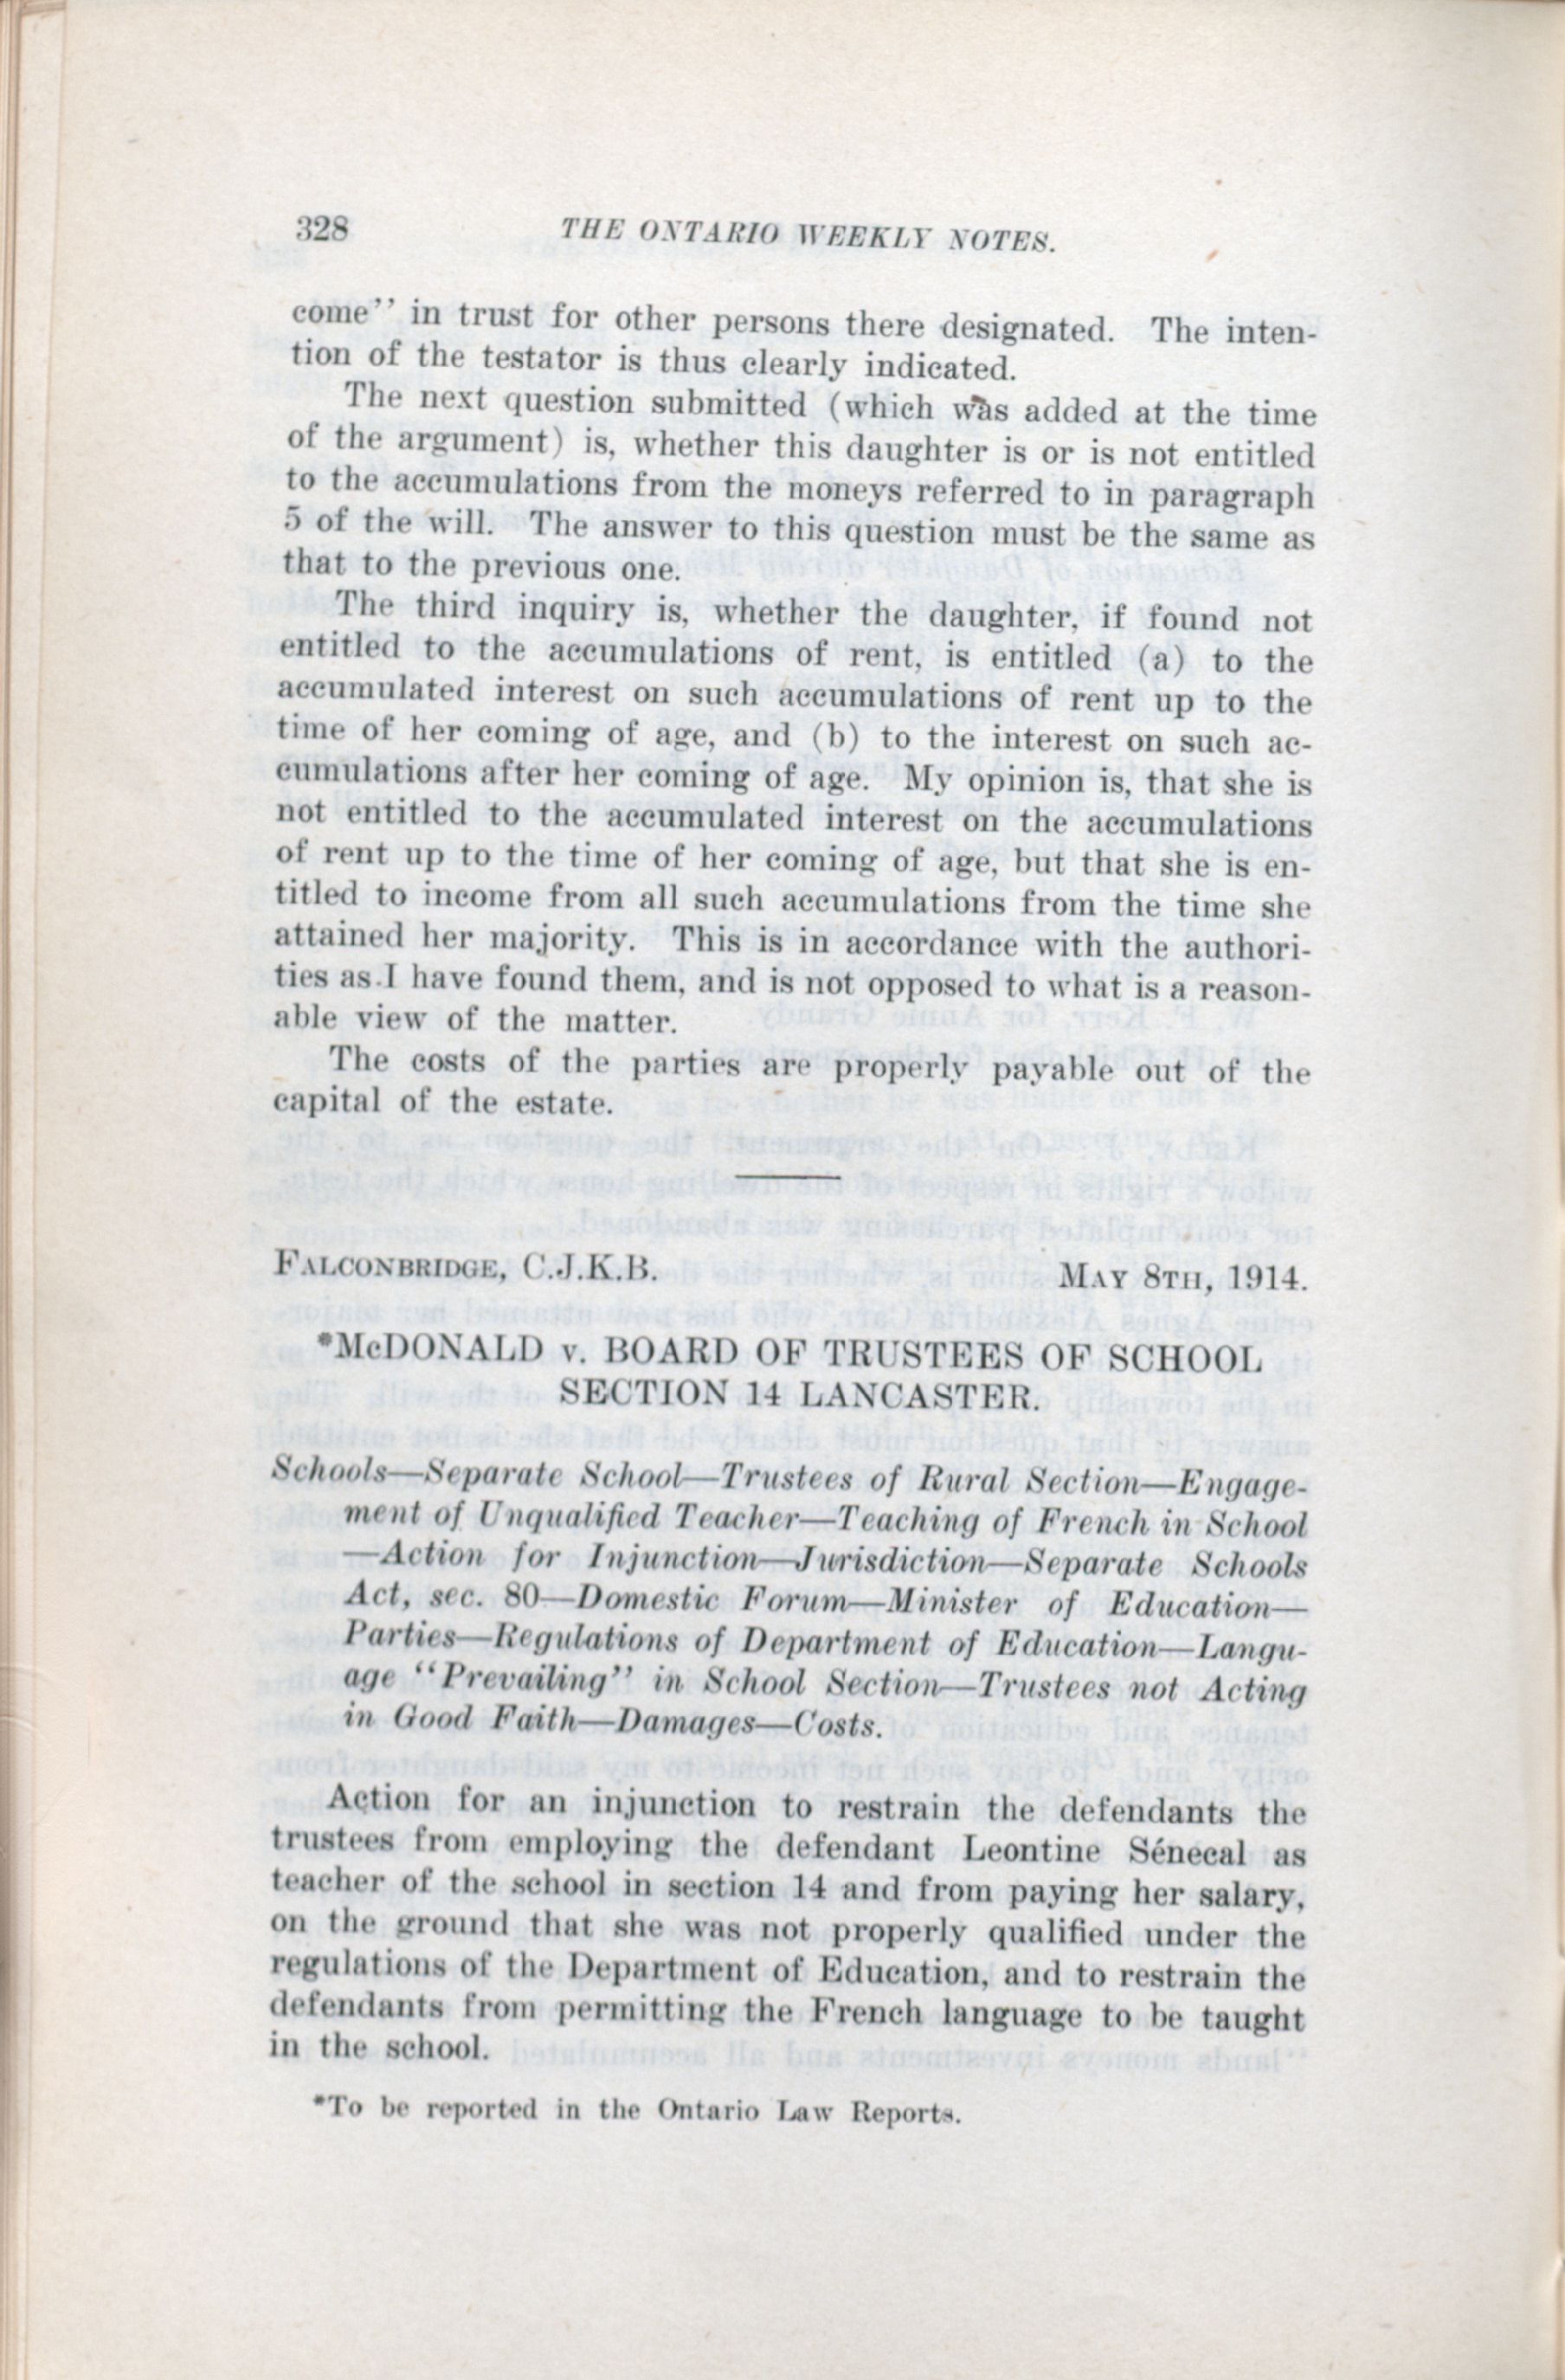 328 THE ONTARIO WEEKLY NOTES.
come'' in trust for other persons there designated. The inten-
tion of the testator is thus clearly indicated.
The next question submitted (which was added at the time
of the argument) is, whether this daughter is or is not entitled
to the accumulations from the moneys referred to in paragraph
5 of the will. The answer to this question must be the same as
that to the previous one.
The third inquiry is, whether the daughter, if found not
entitled to the accumulations of rent, is entitled (a) to the
accumulated interest on such accumulations of rent up to the
time of her coming of age, and (b) to the interest on such ac-
cumulations after her coming of age. My opinion is, that she is
not entitled to the accumulated interest on the accumulations
of rent up to the time of her coming of age, but that she is en-
titled to income from all such accumulations from the time she
attained her majority. This is in accordance with the authori-
ties as I have found them, and is not opposed to what is a reason-
able view of the matter.
The costs of the parties are properly payable out of the
capital of the estate.
FALCONBRIDGE, C.J.K.B. MAY 8TH, 1914.
*McDONALD v. BOARD OF TRUSTEES OF SCHOOL
SECTION 14 LANCASTER.
Schools—Separate School—Trustees of Rural Section—Engage-
ment of Unqualified Teacher—Teaching of French in School
—Action for Injunction—Jurisdiction—Separate Schools
Act, sec. 80—Domestic Forum—Minister of Education—
Parties—Regulations of Department of Education—Langu-
age ''Prevailing'' in School Section—Trustees not Acting
in Good Faith—Damages—Costs.
Action for an injunction to restrain the defendants the
trustees from employing the defendant Leontine Sénecal as
teacher of the school in section 14 and from paying her salary,
on the ground that she was not properly qualified under the
regulations of the Department of Education, and to restrain the
defendants from permitting the French language to be taught
in the school.
*To be reported in the Ontario Law Reports.